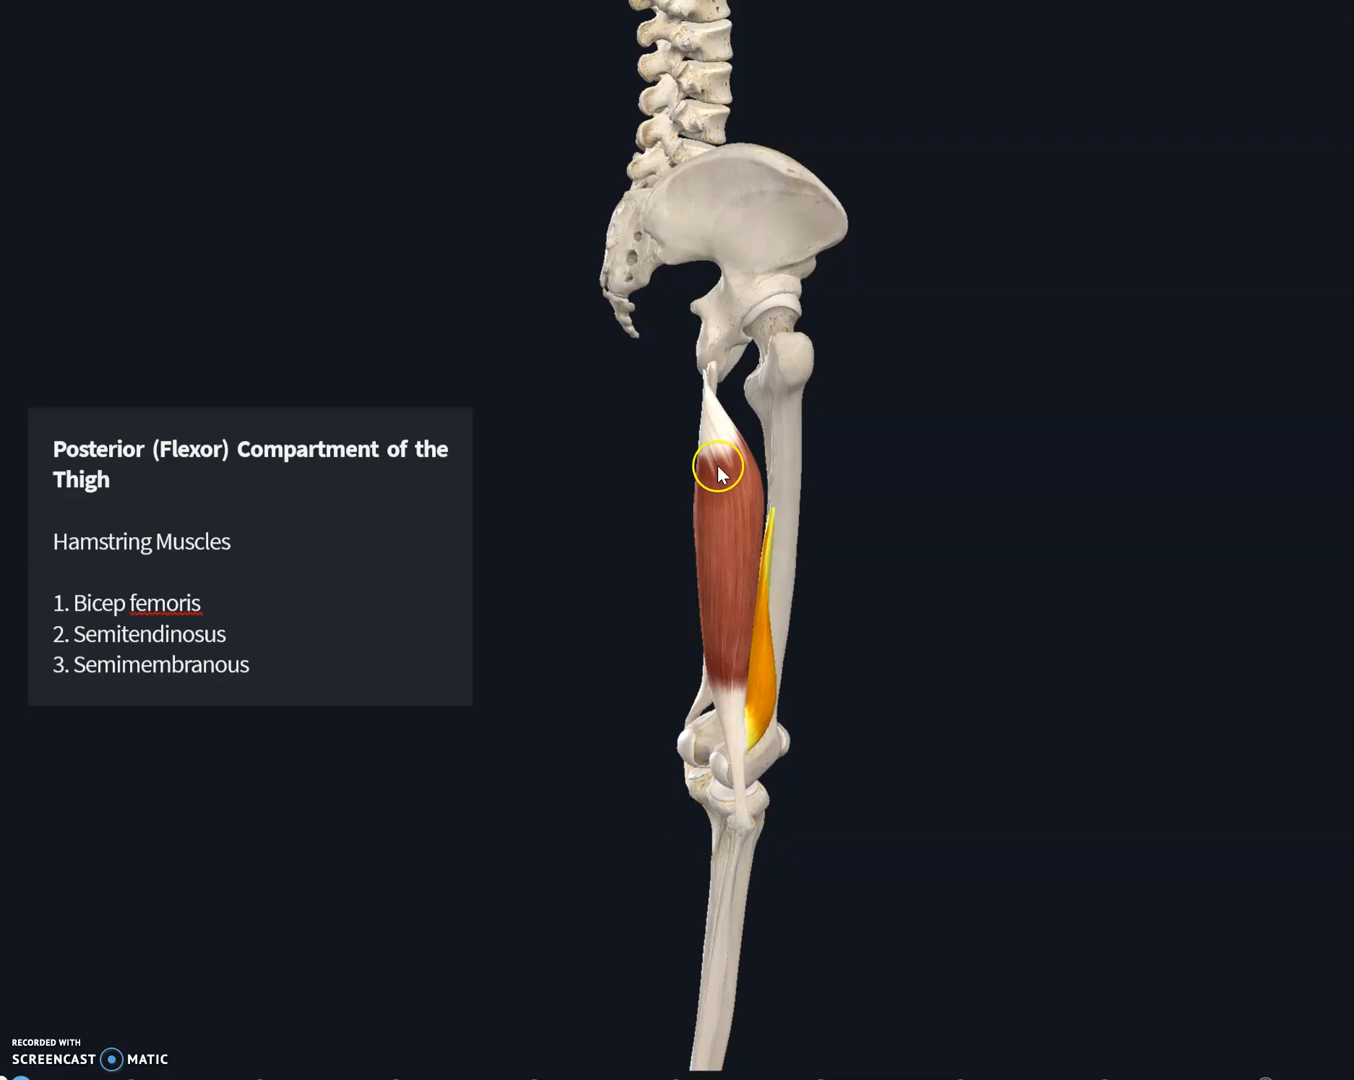 Posterior (Flexor) Compartment of the
Thigh
Hamstring Muscles
1. Bicep femoris
2. Semitendinosus
3. Semimembranous
RECORDED WITH
SCREENCAST MATIC